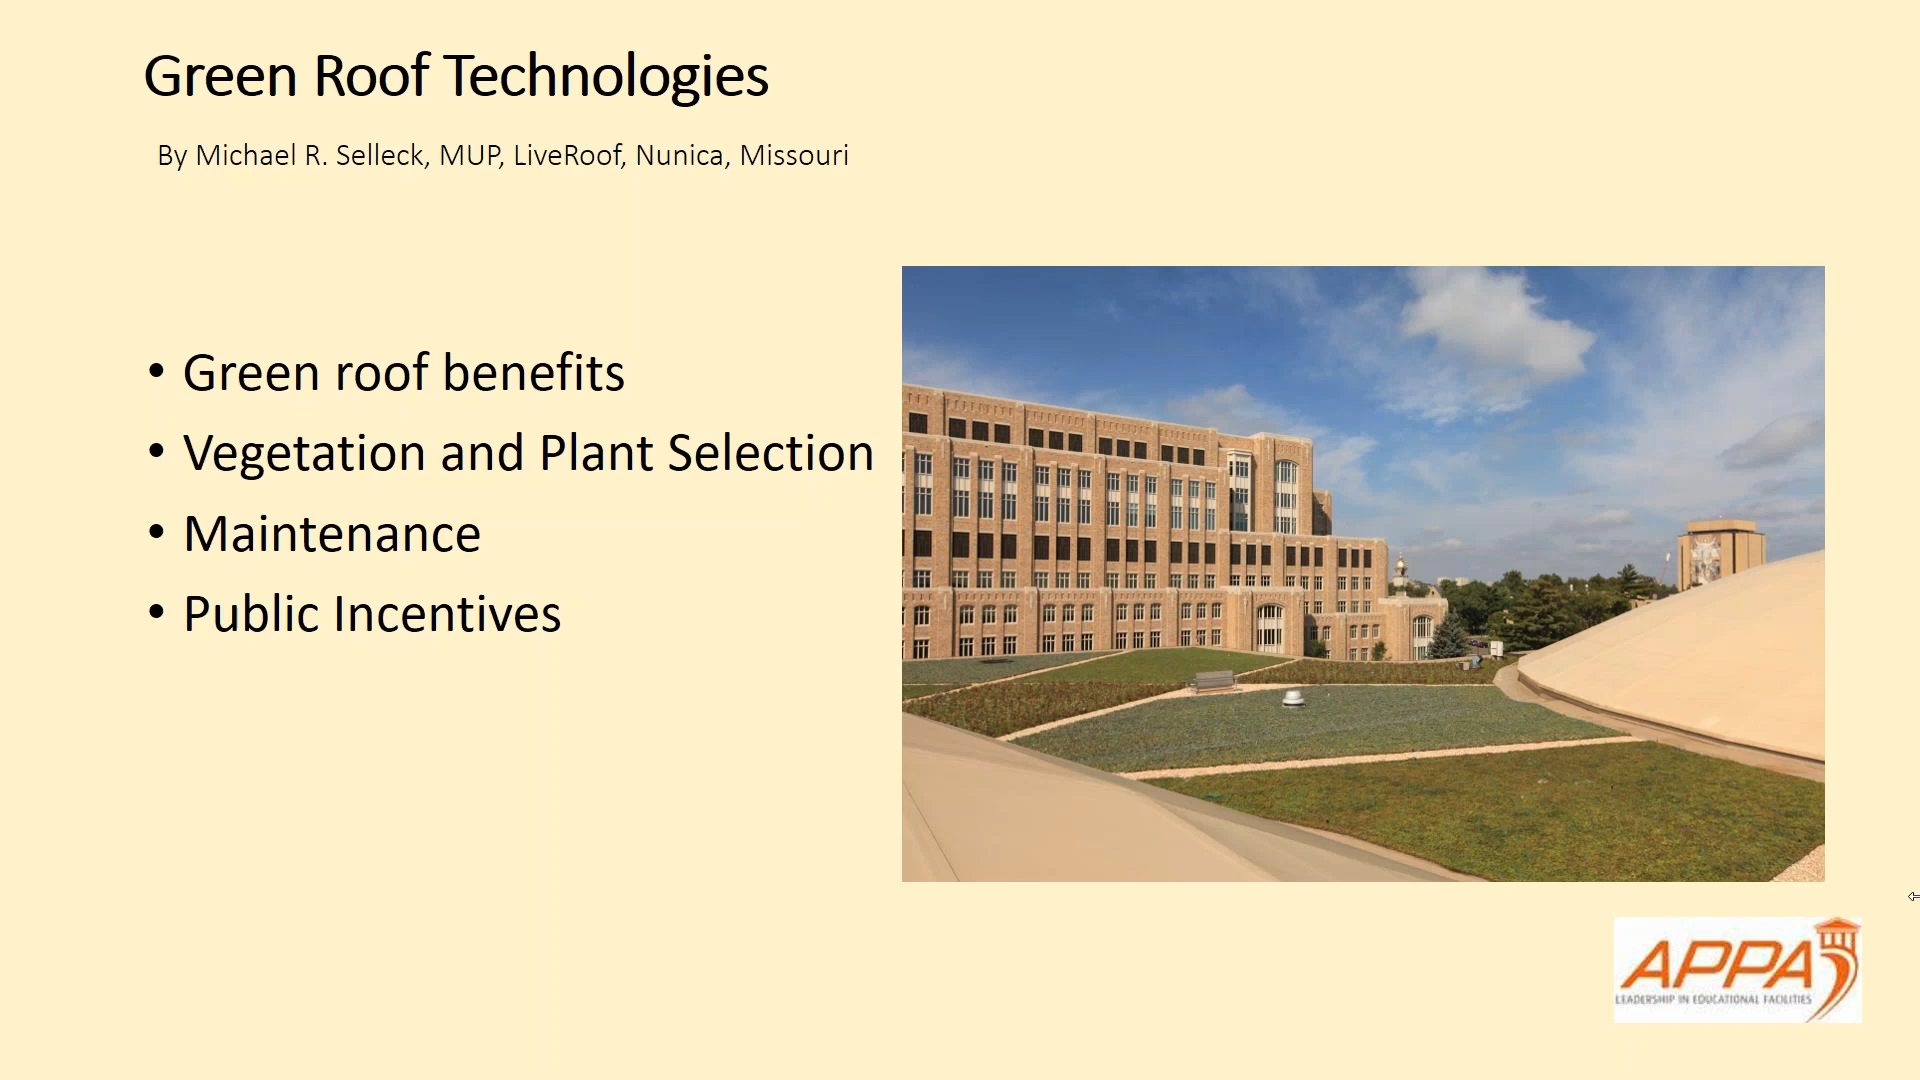 Green Roof Technologies
By Michael R. Selleck, MUP, LiveRoof, Nunica, Missouri
• Green roof benefits
• Vegetation and Plant Selection
• Maintenance
• Public Incentives
APPA
LEADERSHIP IN EDUCATIONAL FACILITIES